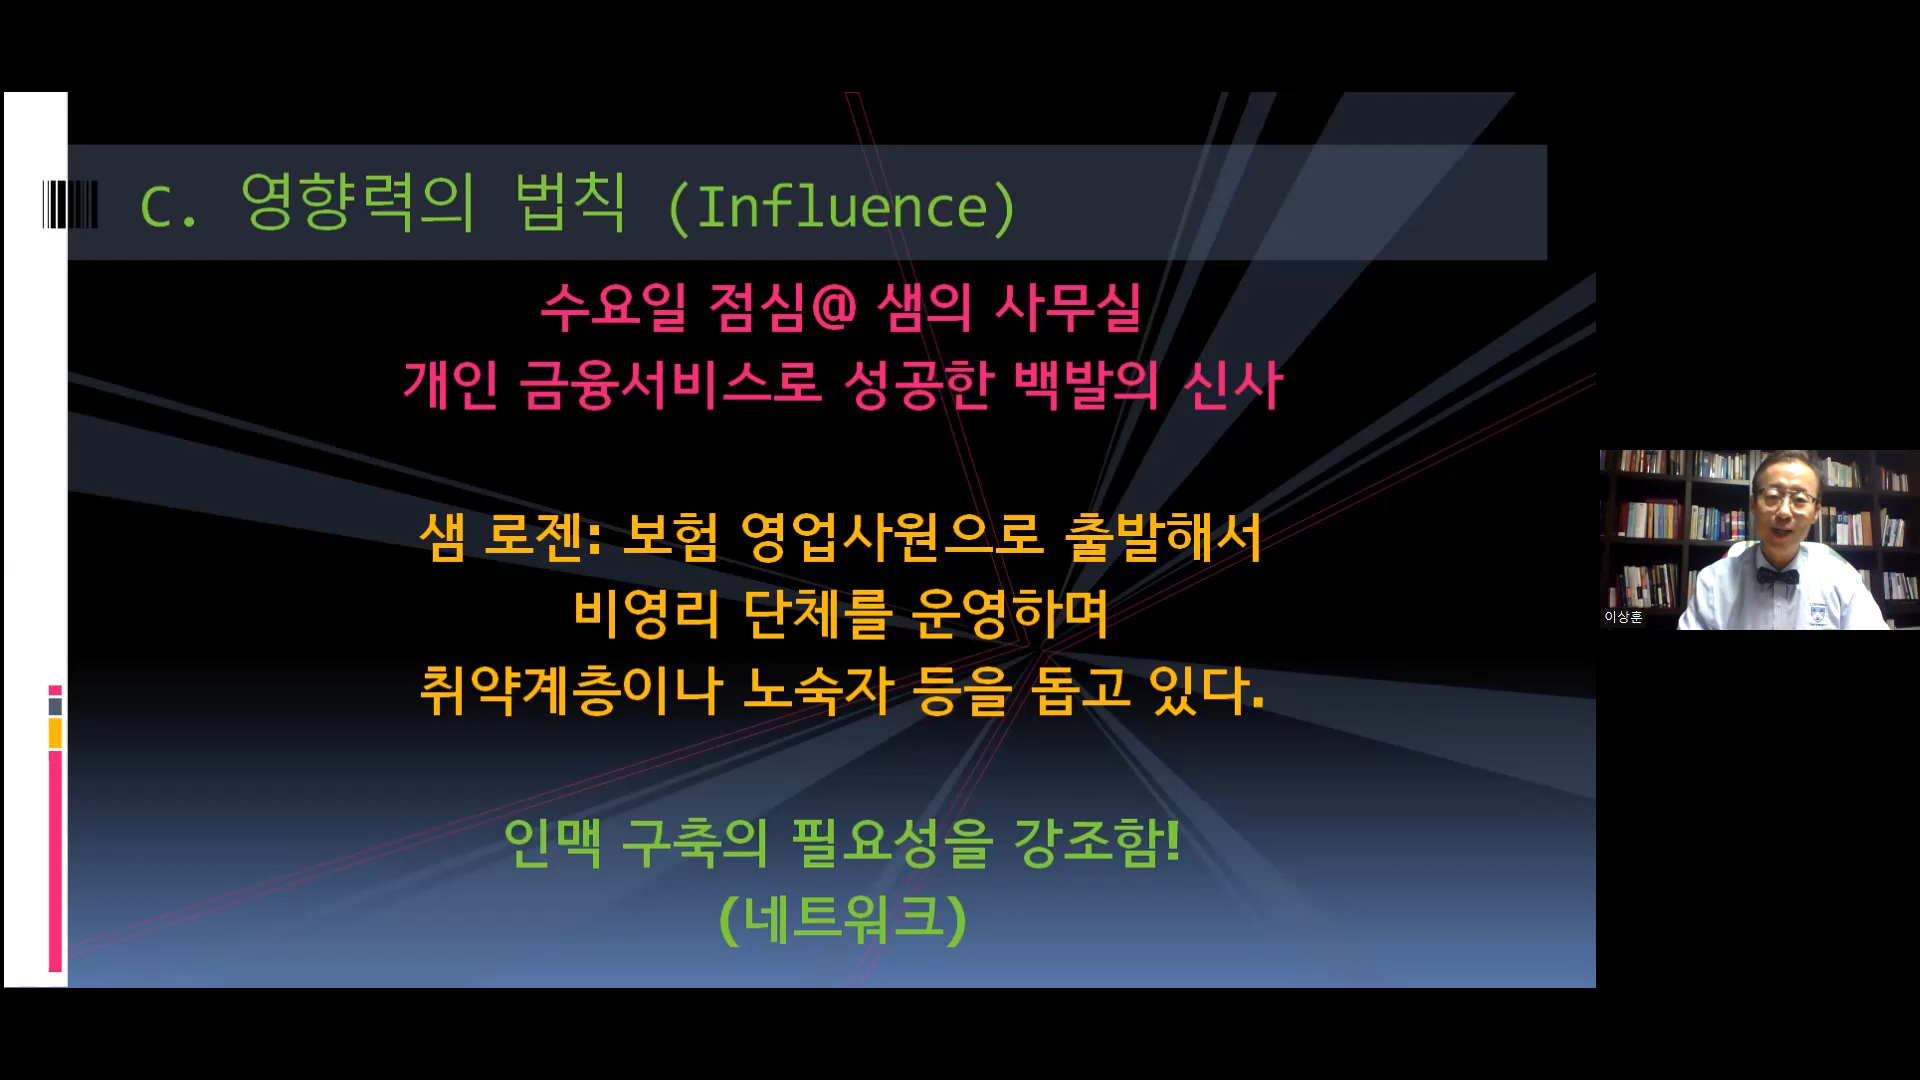 C. 영향력의 법칙 (Influence)
수요일 점심@ 샘의 사무실
개인 금융서비스로 성공한 백발의 신사
샘 로젠: 보험 영업사원으로 출발해서
비영리 단체를 운영하며
취약계층이나 노숙자 등을 돕고 있다.
인맥 구축의 필요성을 강조함!
(네트워크)
이상훈